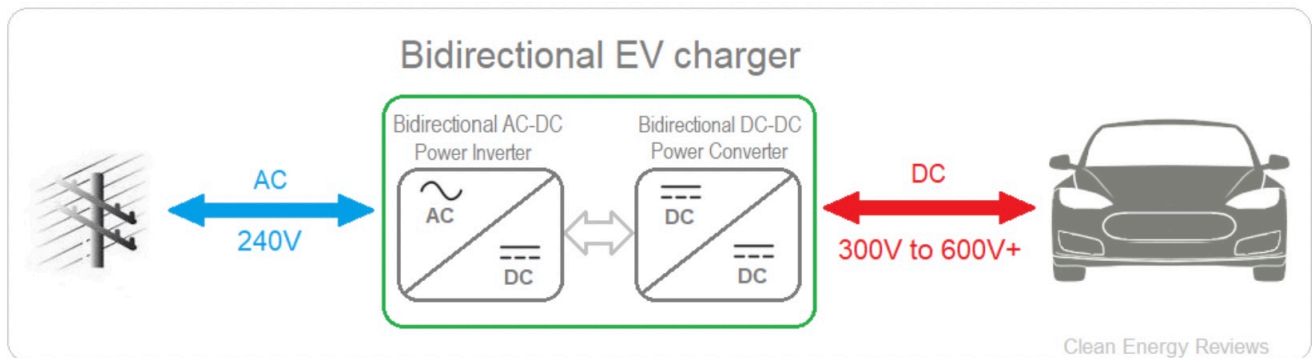 Bidirectional EV charger
Bidirectional AC-DC
Power Inverter
Bidirectional DC-DC
Power Converter
AC
240V
AC
DC
DC
DC
DC
300V to 600V+
Clean Energy Reviews